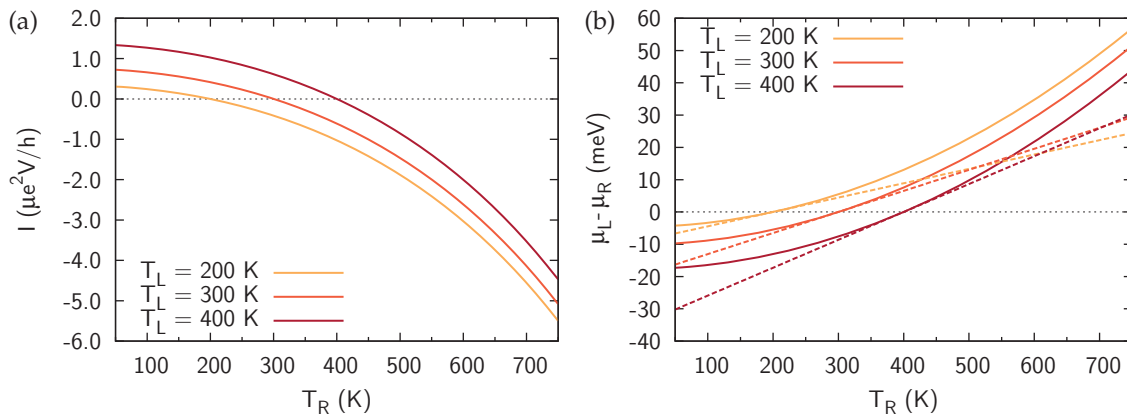 (a)
2.0
1.0
0.0
-1.0
-2.0
-3.0
-4.0
-5.0
-6.0
I (μe²V/h)
T_L = 200 K
T_L = 300 K
T_L = 400 K
100 200 300 400 500 600 700
T_R (K)
(b)
60
50
40
30
20
10
0
-10
-20
-30
-40
μ_L - μ_R (meV)
T_L = 200 K
T_L = 300 K
T_L = 400 K
100 200 300 400 500 600 700
T_R (K)